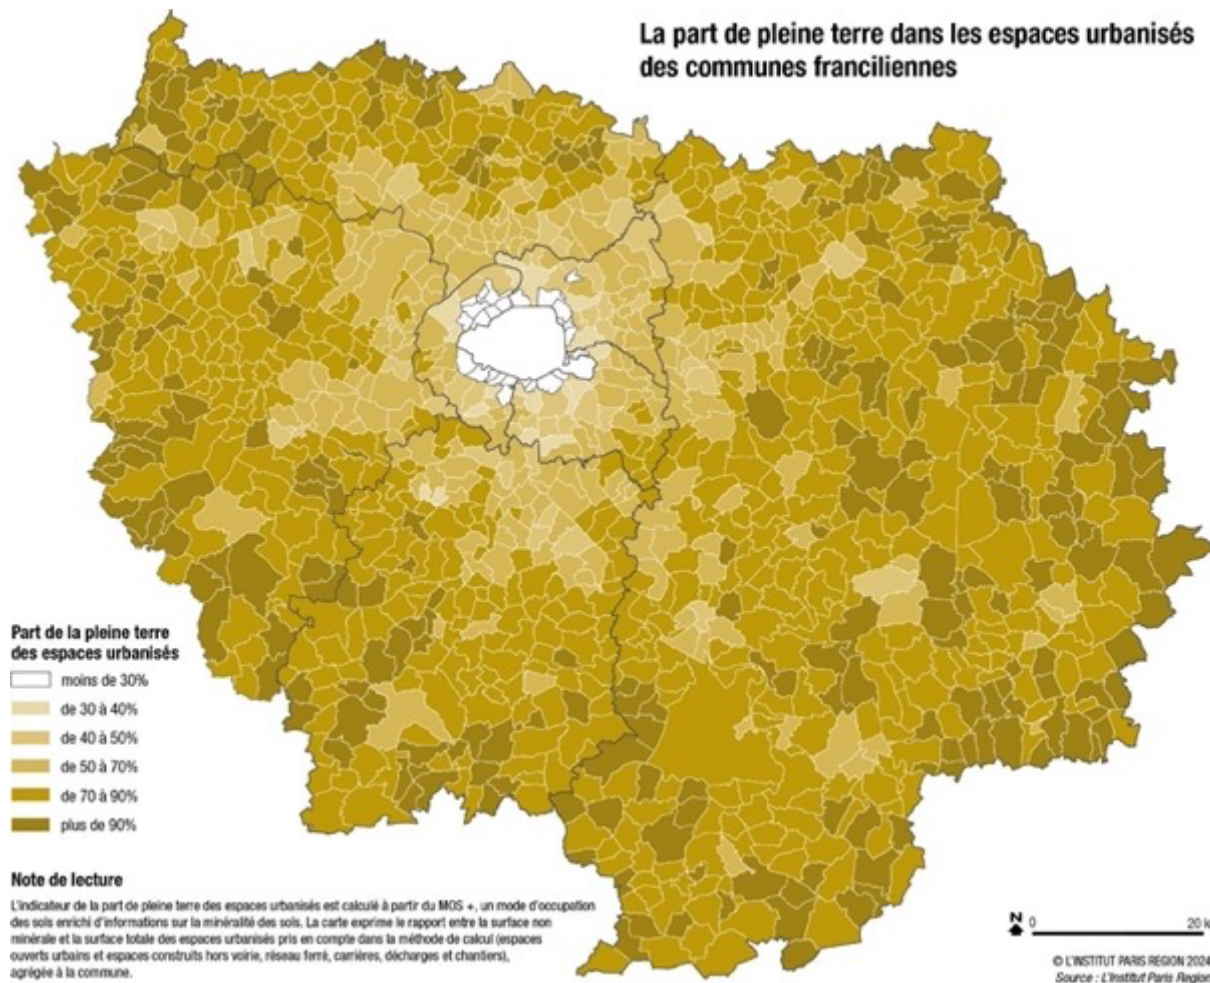 La part de pleine terre dans les espaces urbanisés
des communes franciliennes
Part de la pleine terre
des espaces urbanisés
moins de 30%
de 30 à 40%
de 40 à 50%
de 50 à 70%
de 70 à 90%
plus de 90%
Note de lecture
L'indicateur de la part de pleine terre des espaces urbanisés est calculé à partir du MOS +, un mode d'occupation
des sols enrichi d'informations sur la minéralité des sols. La carte exprime le rapport entre la surface non
minérale et la surface totale des espaces urbanisés pris en compte dans la méthode de calcul (espaces
ouverts urbains et espaces construits hors voirie, réseau ferré, carrières, décharges et chantiers),
agrégée à la commune.
N 0 20 k
© L'INSTITUT PARIS REGION 2024
Source : L'Institut Paris Region